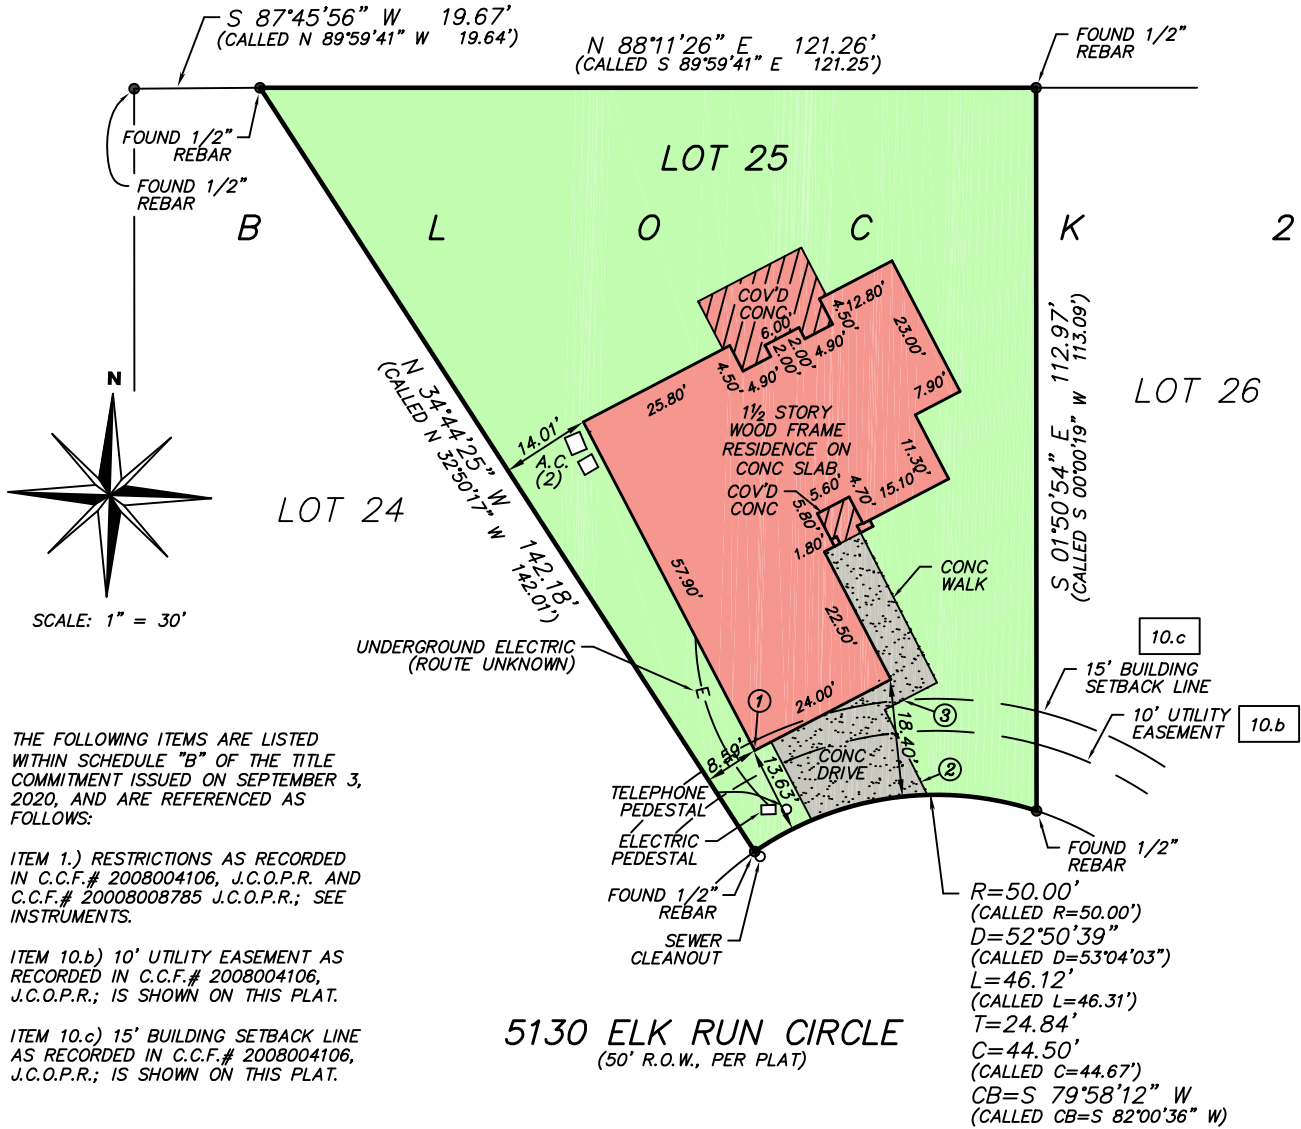 S 87°45'56" W 19.67'
(CALLED N 89°59'41" W 19.64')
N 88°11'26" E 121.26'
(CALLED S 89°59'41" E 121.25')
FOUND 1/2"
REBAR
FOUND 1/2"
REBAR
FOUND 1/2"
REBAR
LOT 25
B L O C K 2
COV'D
CONC
6.00'
4.50'
12.80'
23.00'
2.00'
2.00'
4.90'
4.50'
4.90'
7.90'
25.80'
1½ STORY
WOOD FRAME
RESIDENCE ON
CONC SLAB
11.30'
15.10'
14.01'
A.C.
(2)
COV'D
CONC
5.60'
4.70'
5.80'
1.80'
N 34°44'25" W 142.18'
(CALLED N 32°50'17" W 142.01')
S 01°50'54" E 112.97'
(CALLED S 00°00'19" W 113.09')
LOT 26
N
LOT 24
SCALE: 1" = 30'
57.90'
22.50'
CONC
WALK
UNDERGROUND ELECTRIC
(ROUTE UNKNOWN)
E
E
1
24.00'
3
10.c
15' BUILDING
SETBACK LINE
10' UTILITY
EASEMENT
10.b
8.59'
13.63'
18.40'
CONC
DRIVE
2
TELEPHONE
PEDESTAL
ELECTRIC
PEDESTAL
FOUND 1/2"
REBAR
SEWER
CLEANOUT
FOUND 1/2"
REBAR
R=50.00'
(CALLED R=50.00')
D=52°50'39"
(CALLED D=53°04'03")
L=46.12'
(CALLED L=46.31')
T=24.84'
C=44.50'
(CALLED C=44.67')
CB=S 79°58'12" W
(CALLED CB=S 82°00'36" W)
THE FOLLOWING ITEMS ARE LISTED
WITHIN SCHEDULE "B" OF THE TITLE
COMMITMENT ISSUED ON SEPTEMBER 3,
2020, AND ARE REFERENCED AS
FOLLOWS:
ITEM 1.) RESTRICTIONS AS RECORDED
IN C.C.F.# 2008004106, J.C.O.P.R. AND
C.C.F.# 20008008785 J.C.O.P.R.; SEE
INSTRUMENTS.
ITEM 10.b) 10' UTILITY EASEMENT AS
RECORDED IN C.C.F.# 2008004106,
J.C.O.P.R.; IS SHOWN ON THIS PLAT.
ITEM 10.c) 15' BUILDING SETBACK LINE
AS RECORDED IN C.C.F.# 2008004106,
J.C.O.P.R.; IS SHOWN ON THIS PLAT.
5130 ELK RUN CIRCLE
(50' R.O.W., PER PLAT)